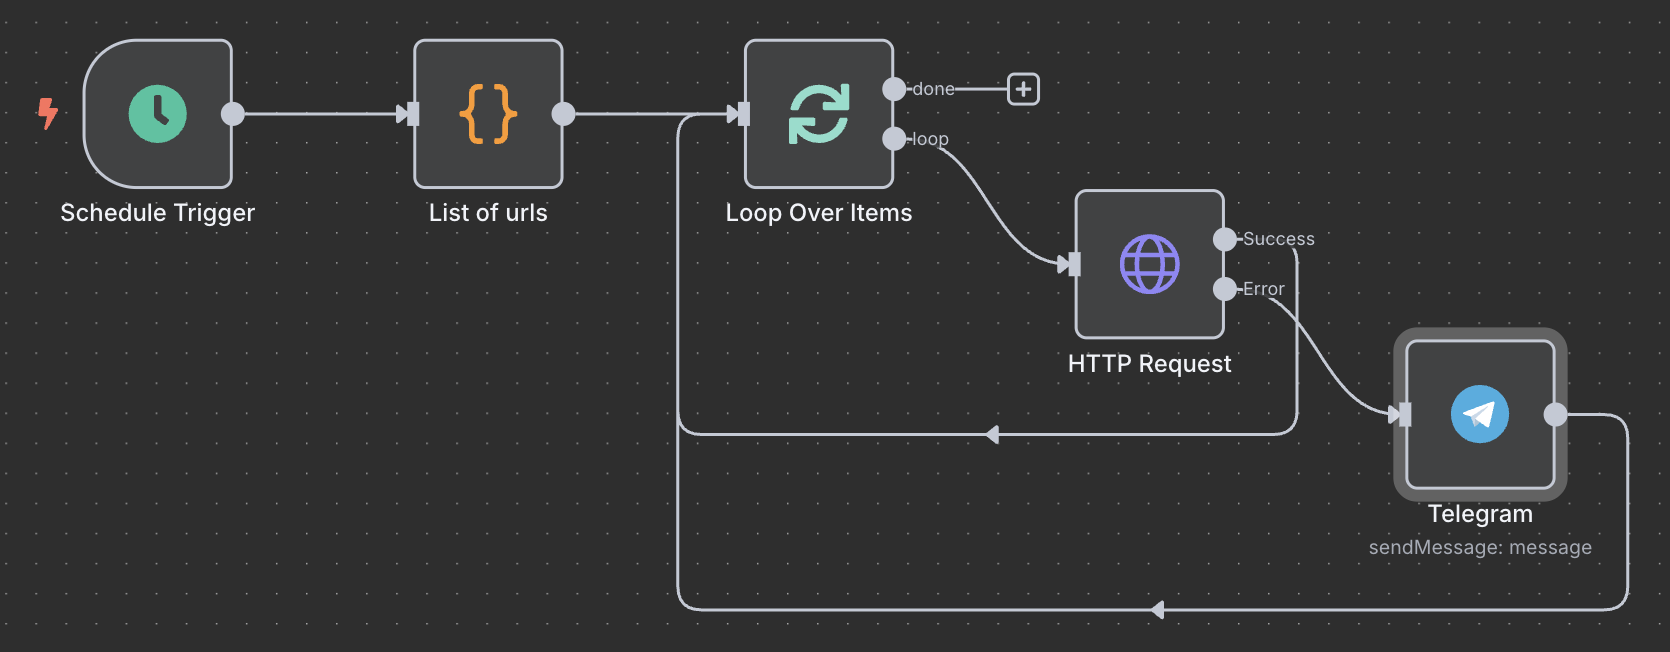 Schedule Trigger
List of urls
Loop Over Items
done
loop
HTTP Request
Success
Error
Telegram
sendMessage: message